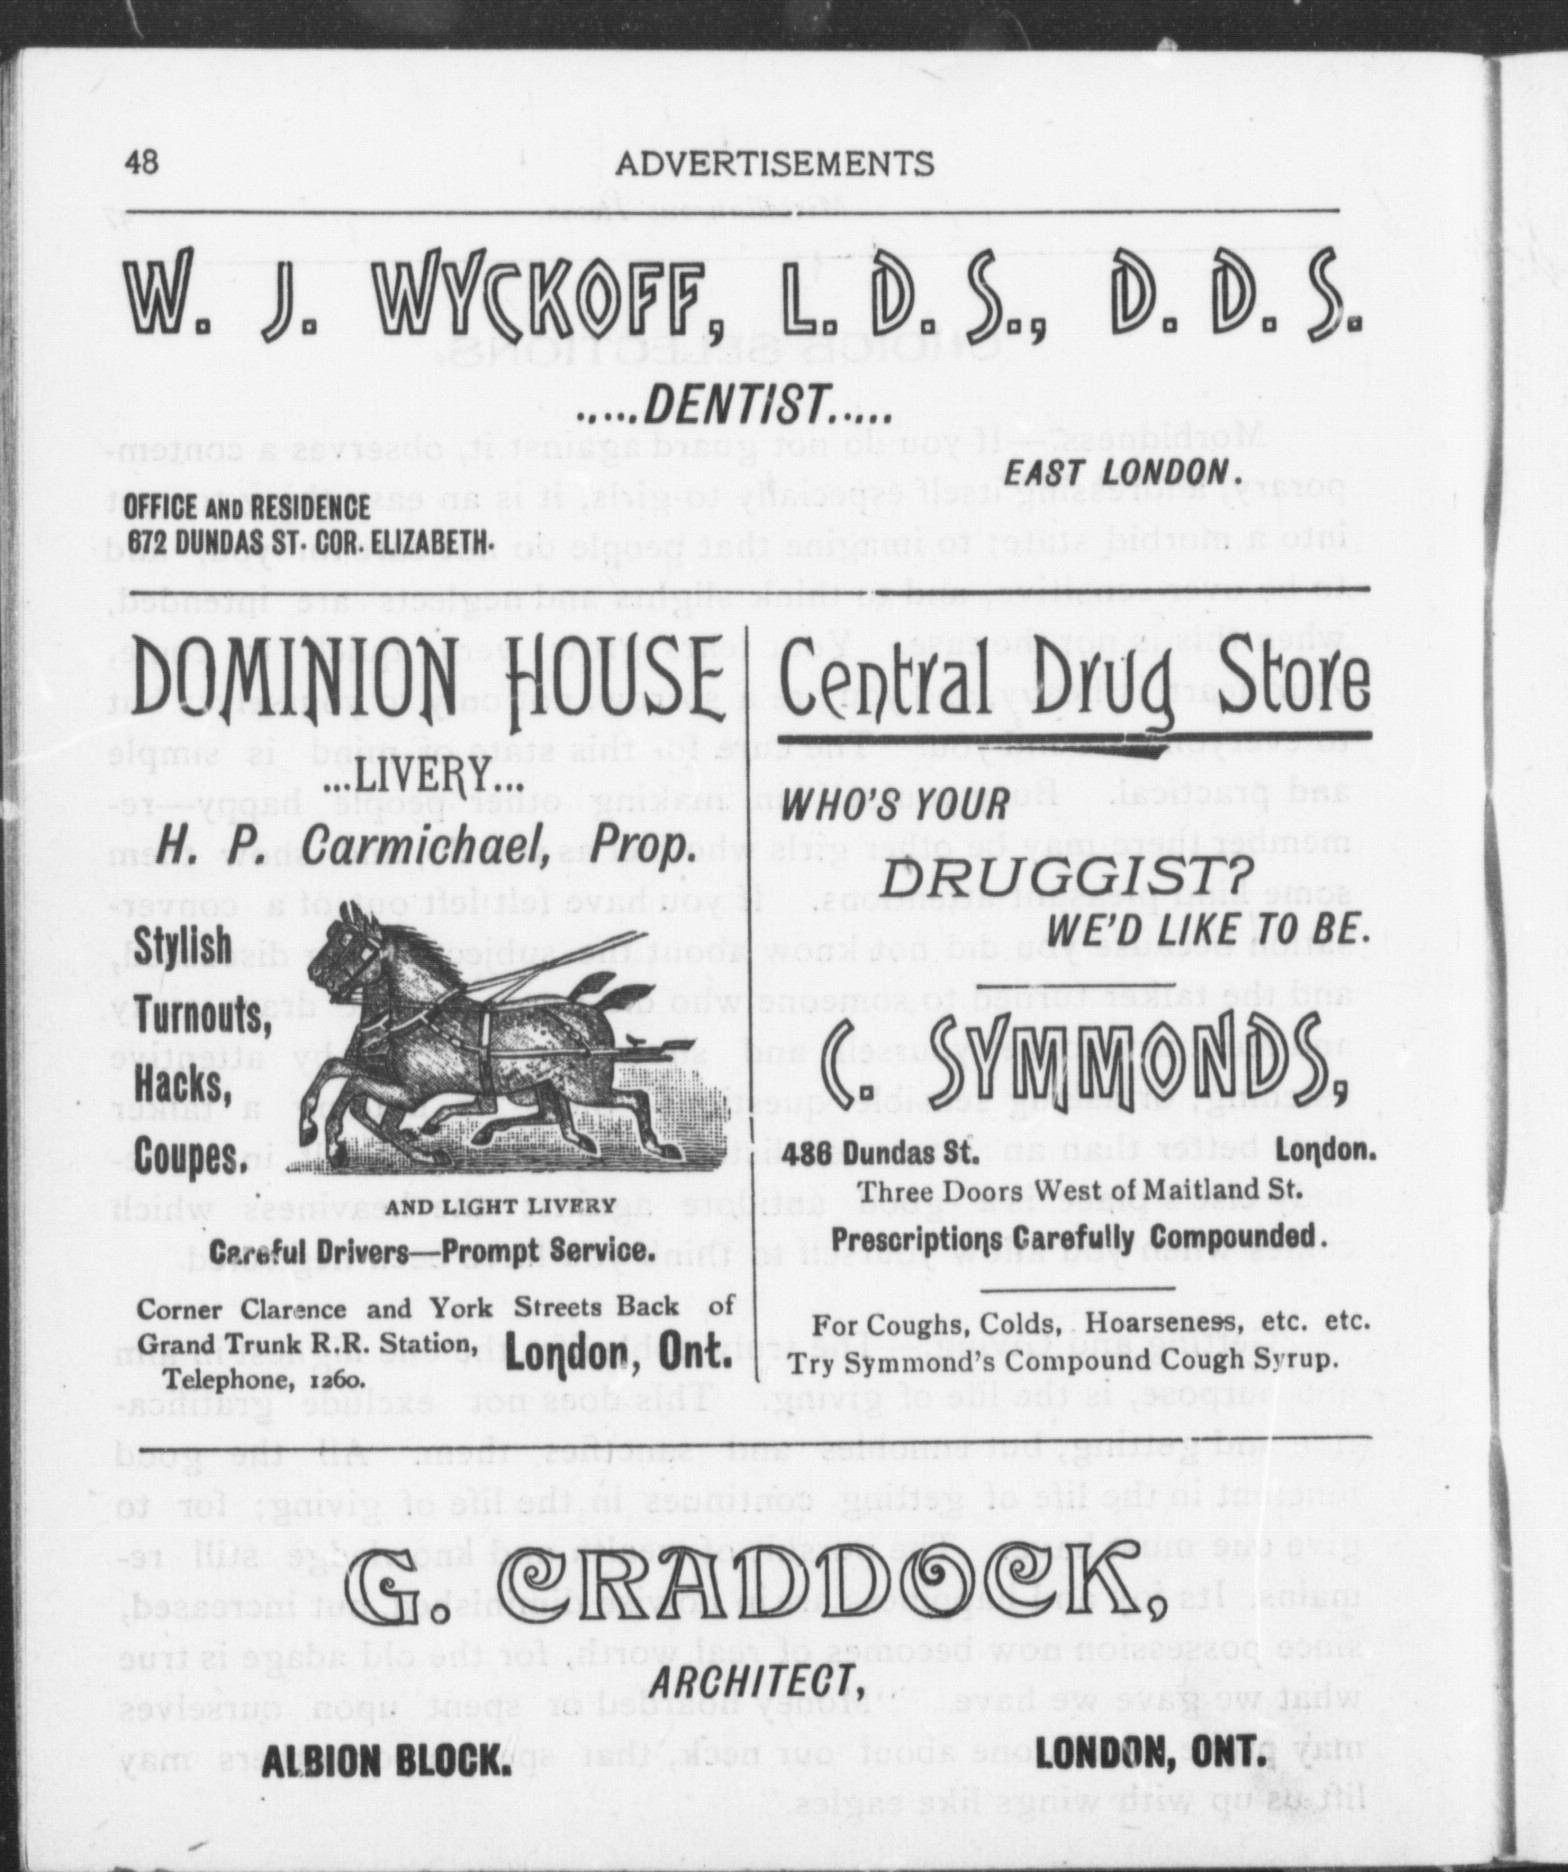 48
ADVERTISEMENTS
W. J. WYCKOFF, L. D. S., D. D. S.
.....DENTIST.....
EAST LONDON.
OFFICE AND RESIDENCE
672 DUNDAS ST. COR. ELIZABETH.
DOMINION HOUSE
...LIVERY...
H. P. Carmichael, Prop.
Stylish
Turnouts,
Hacks,
Coupes.
AND LIGHT LIVERY
Careful Drivers—Prompt Service.
Corner Clarence and York Streets Back of
Grand Trunk R.R. Station, London, Ont.
Telephone, 1260.
Central Drug Store
WHO'S YOUR
DRUGGIST?
WE'D LIKE TO BE.
C. SYMMONDS,
486 Dundas St. London.
Three Doors West of Maitland St.
Prescriptions Carefully Compounded.
For Coughs, Colds, Hoarseness, etc. etc.
Try Symmond's Compound Cough Syrup.
G. CRADDOCK,
ARCHITECT,
ALBION BLOCK. LONDON, ONT.